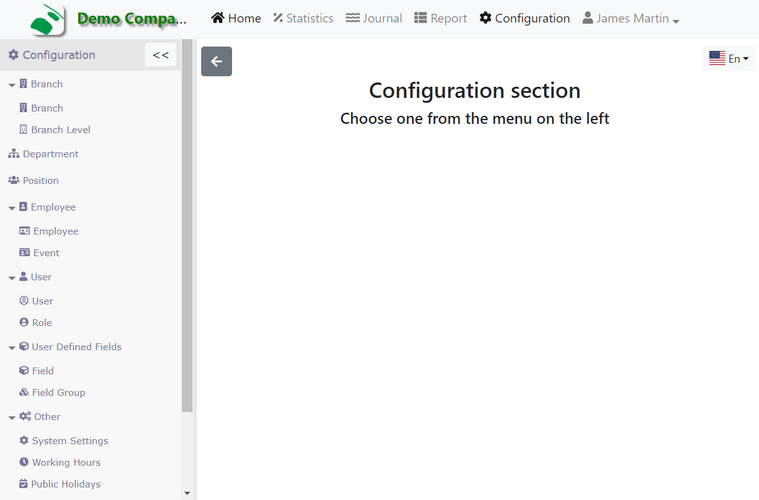 Demo Compa...
Home Statistics Journal Report Configuration James Martin
Configuration <<
En
Branch
Branch
Branch Level
Department
Position
Employee
Employee
Event
User
User
Role
User Defined Fields
Field
Field Group
Other
System Settings
Working Hours
Public Holidays
Configuration section
Choose one from the menu on the left